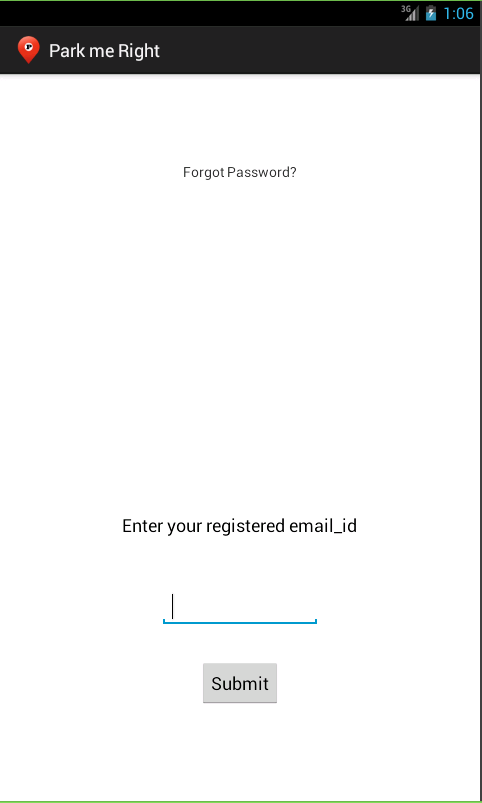 3G 1:06
Park me Right
Forgot Password?
Enter your registered email_id
Submit